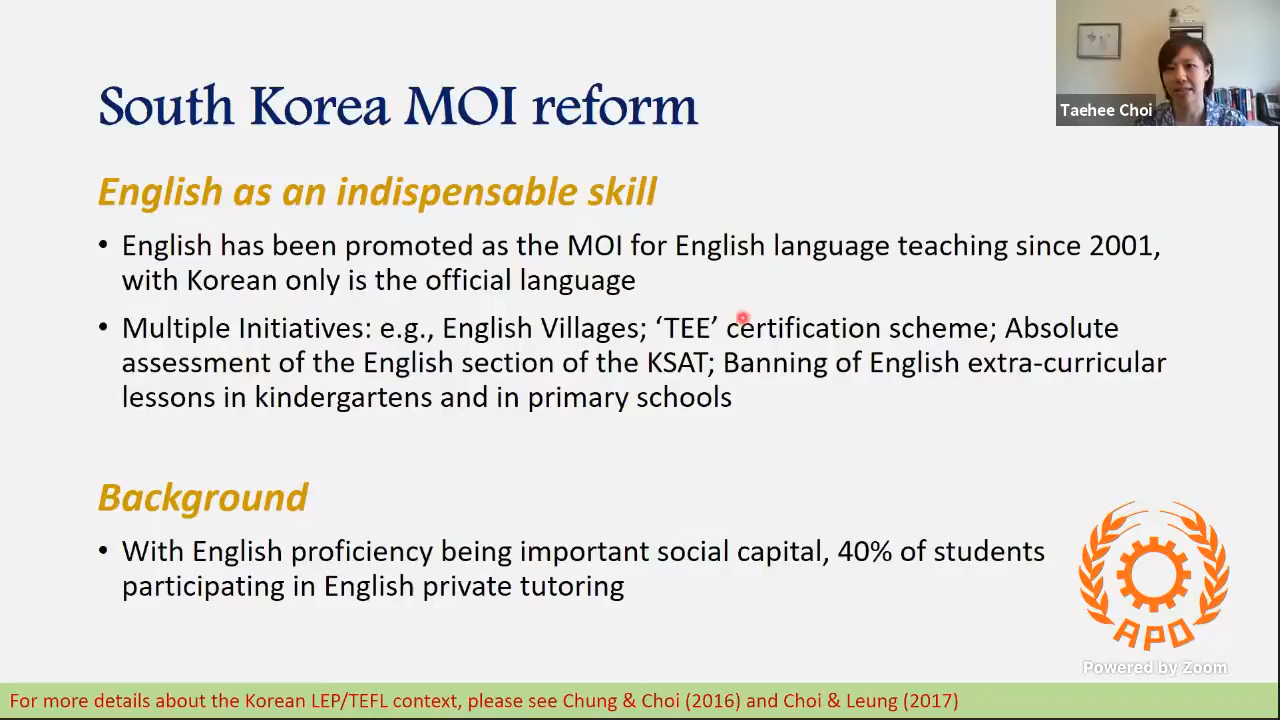 South Korea MOI reform
Taehee Choi
English as an indispensable skill
• English has been promoted as the MOI for English language teaching since 2001,
with Korean only is the official language
• Multiple Initiatives: e.g., English Villages; ‘TEE’ certification scheme; Absolute
assessment of the English section of the KSAT; Banning of English extra-curricular
lessons in kindergartens and in primary schools
Background
• With English proficiency being important social capital, 40% of students
participating in English private tutoring
APO
Powered by Zoom
For more details about the Korean LEP/TEFL context, please see Chung & Choi (2016) and Choi & Leung (2017)